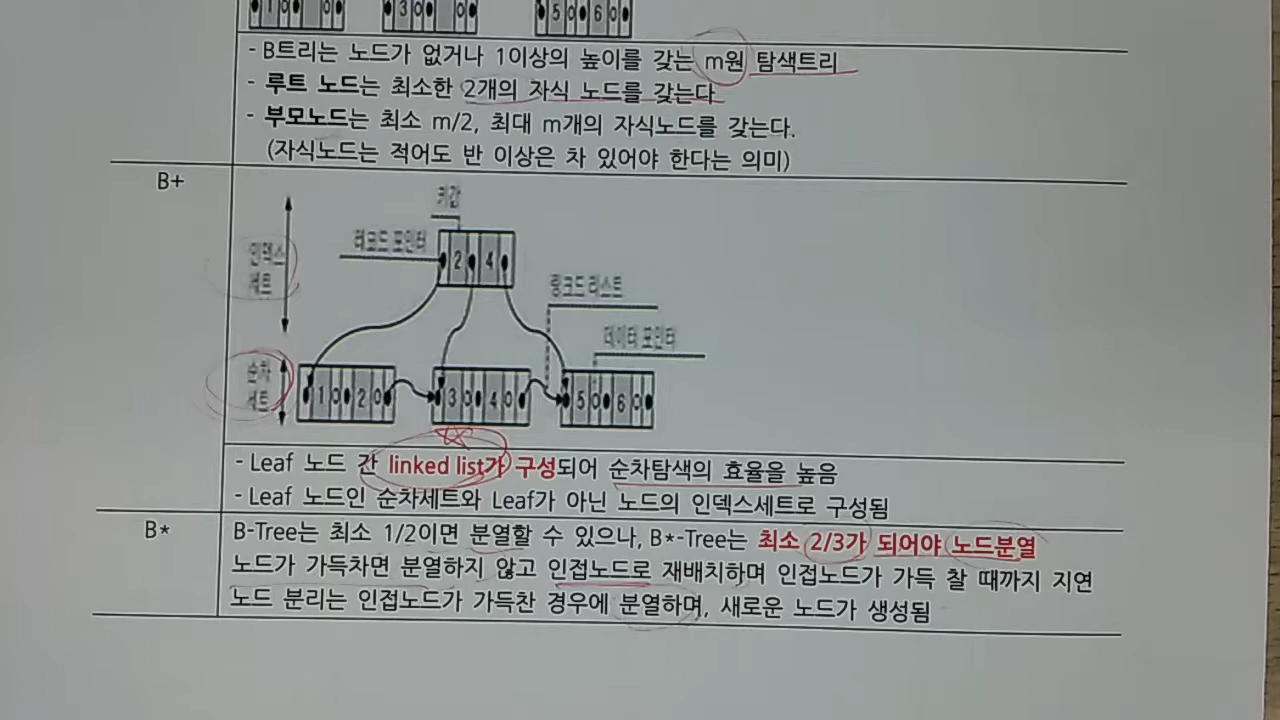 10 0 30 0 50 60
- B트리는 노드가 없거나 1이상의 높이를 갖는 m원 탐색트리
- 루트 노드는 최소한 2개의 자식 노드를 갖는다
- 부모노드는 최소 m/2, 최대 m개의 자식노드를 갖는다.
(자식노드는 적어도 반 이상은 차 있어야 한다는 의미)
B+
키값
레코드 포인터
2 4
인덱스
세트
링크드 리스트
데이터 포인터
순차
세트
10 20 30 40 50 60
- Leaf 노드 간 linked list가 구성되어 순차탐색의 효율을 높음
- Leaf 노드인 순차세트와 Leaf가 아닌 노드의 인덱스세트로 구성됨
B*
B-Tree는 최소 1/2이면 분열할 수 있으나, B*-Tree는 최소 2/3가 되어야 노드분열
노드가 가득차면 분열하지 않고 인접노드로 재배치하며 인접노드가 가득 찰 때까지 지연
노드 분리는 인접노드가 가득찬 경우에 분열하며, 새로운 노드가 생성됨